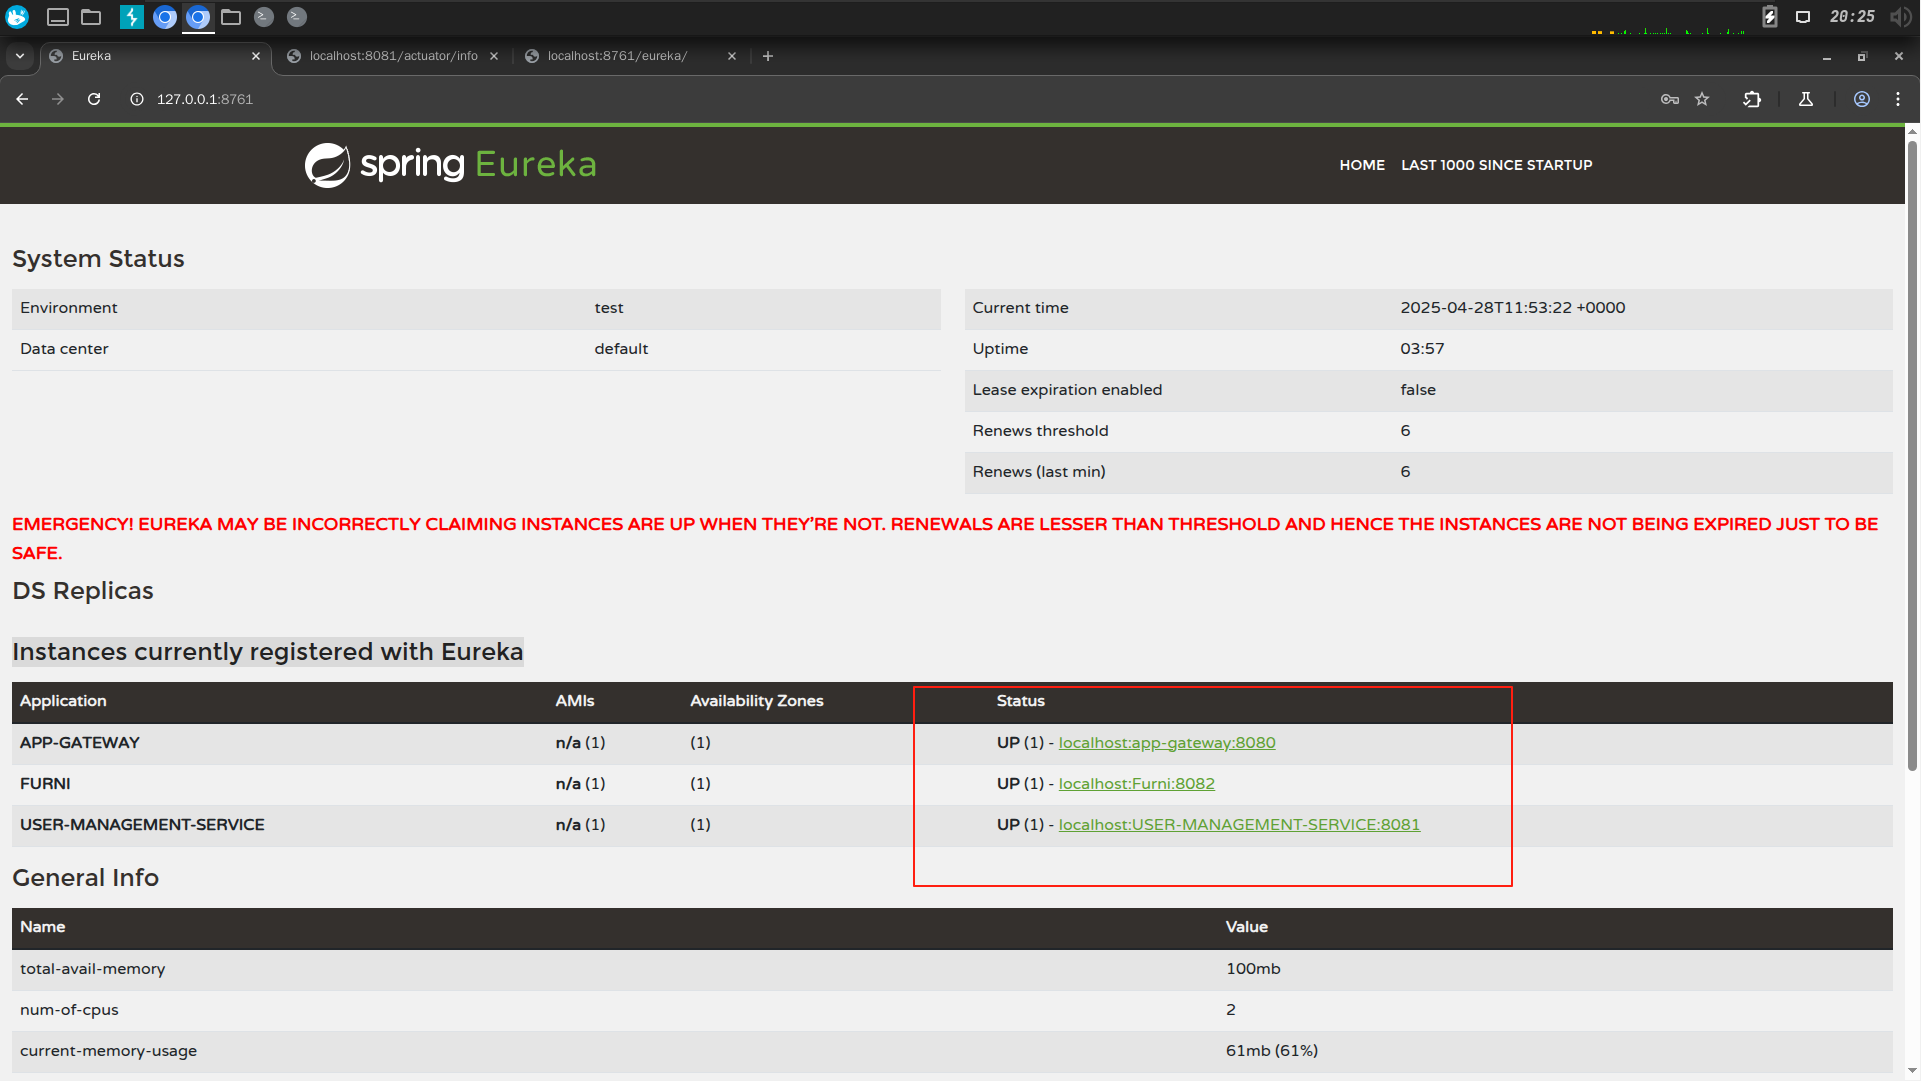 20:25
Eureka
localhost:8081/actuator/info
localhost:8761/eureka/
127.0.0.1:8761
spring Eureka
HOME
LAST 1000 SINCE STARTUP
System Status
Environment test
Data center default
Current time 2025-04-28T11:53:22 +0000
Uptime 03:57
Lease expiration enabled false
Renews threshold 6
Renews (last min) 6
EMERGENCY! EUREKA MAY BE INCORRECTLY CLAIMING INSTANCES ARE UP WHEN THEY'RE NOT. RENEWALS ARE LESSER THAN THRESHOLD AND HENCE THE INSTANCES ARE NOT BEING EXPIRED JUST TO BE
SAFE.
DS Replicas
Instances currently registered with Eureka
Application AMIs Availability Zones Status
APP-GATEWAY n/a (1) (1) UP (1) - localhost:app-gateway:8080
FURNI n/a (1) (1) UP (1) - localhost:Furni:8082
USER-MANAGEMENT-SERVICE n/a (1) (1) UP (1) - localhost:USER-MANAGEMENT-SERVICE:8081
General Info
Name Value
total-avail-memory 100mb
num-of-cpus 2
current-memory-usage 61mb (61%)